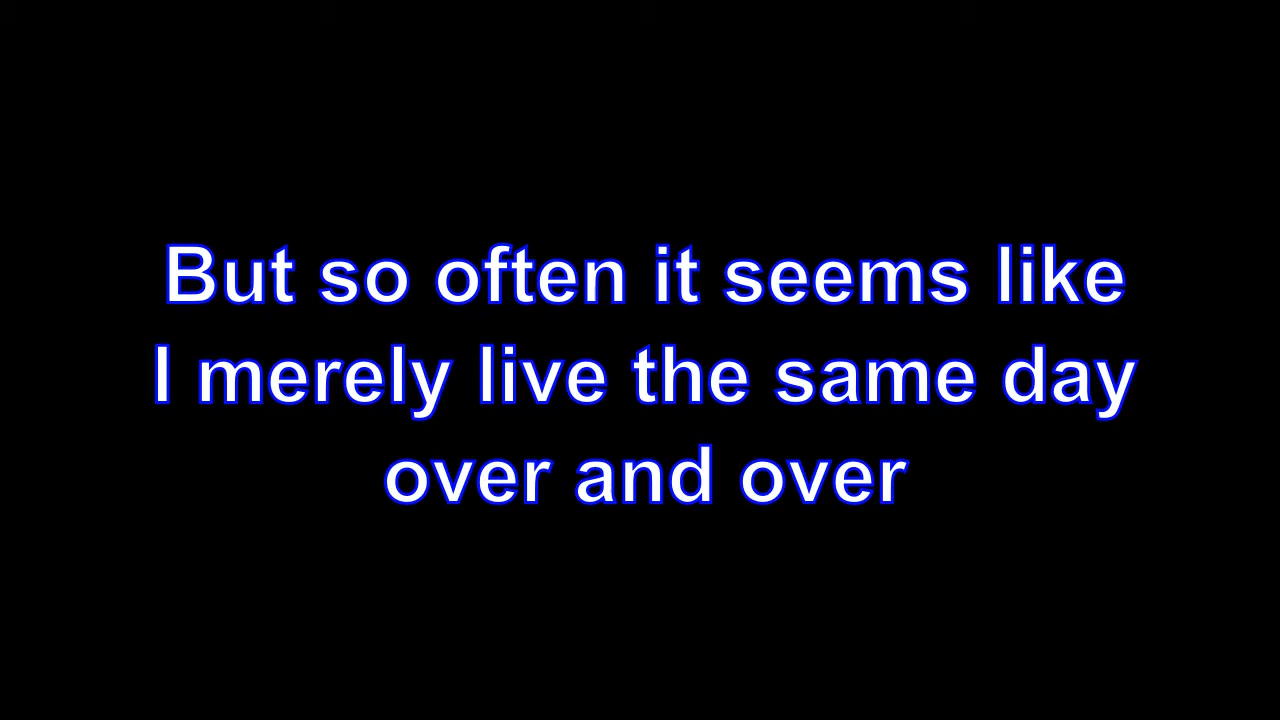 But so often it seems like
I merely live the same day
over and over